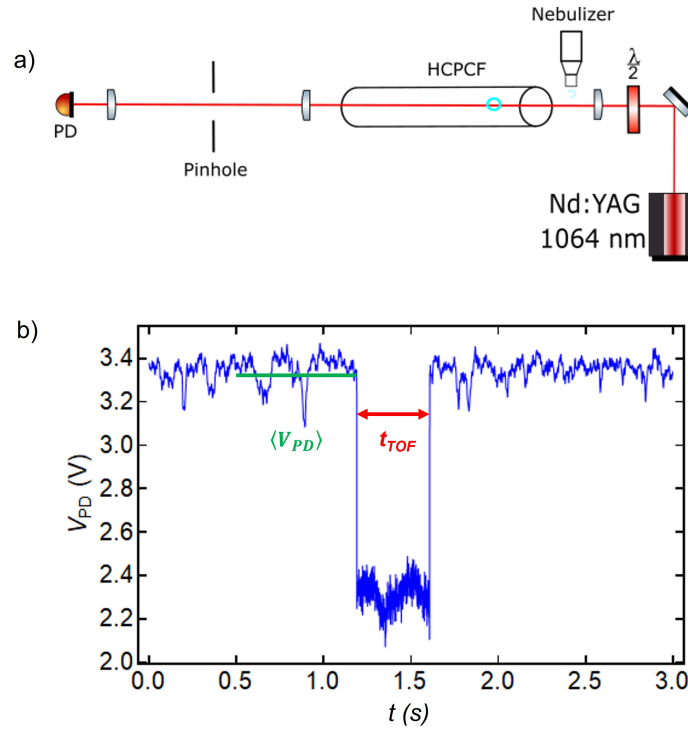 a)
Nebulizer
HCPCF
λ/2
PD
Pinhole
Nd:YAG
1064 nm
b)
3.4
3.2
3.0
2.8
2.6
2.4
2.2
2.0
V_PD (V)
⟨V_PD⟩
t_TOF
0.0 0.5 1.0 1.5 2.0 2.5 3.0
t (s)